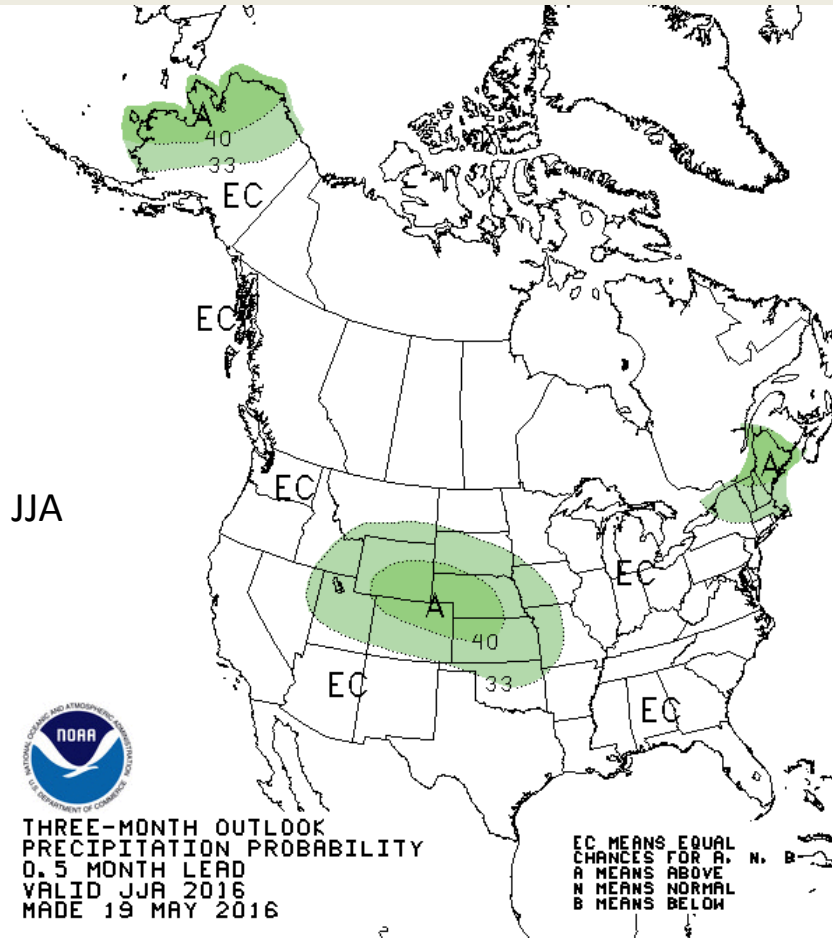 A
40
33
EC
EC
A
EC
JJA
EC
A
40
33
EC
EC
NATIONAL OCEANIC AND ATMOSPHERIC ADMINISTRATION
NOAA
U.S. DEPARTMENT OF COMMERCE
THREE-MONTH OUTLOOK
PRECIPITATION PROBABILITY
0.5 MONTH LEAD
VALID JJA 2016
MADE 19 MAY 2016
EC MEANS EQUAL
CHANCES FOR A, N, B
A MEANS ABOVE
N MEANS NORMAL
B MEANS BELOW